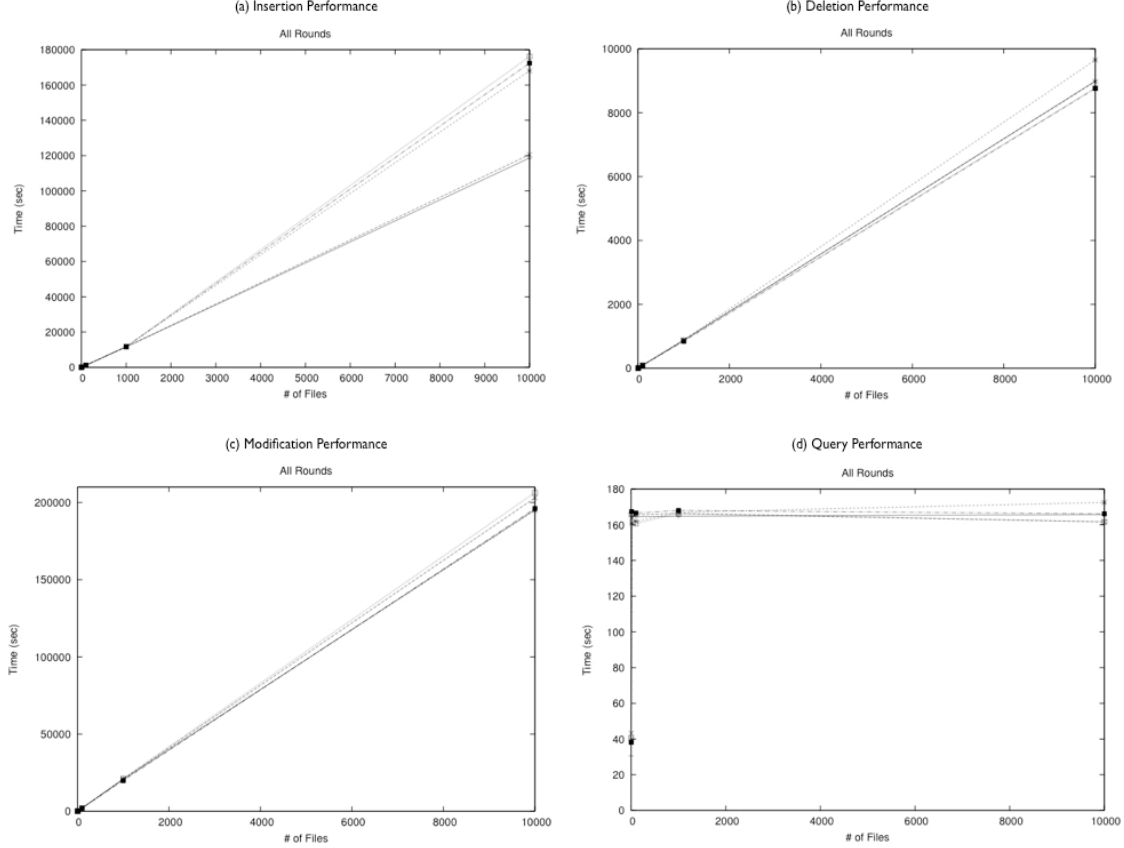 (a) Insertion Performance
All Rounds
180000
160000
140000
120000
100000
80000
60000
40000
20000
0
Time (sec)
0 1000 2000 3000 4000 5000 6000 7000 8000 9000 10000
# of Files
(b) Deletion Performance
All Rounds
10000
8000
6000
4000
2000
0
Time (sec)
0 2000 4000 6000 8000 10000
# of Files
(c) Modification Performance
All Rounds
200000
150000
100000
50000
0
Time (sec)
0 2000 4000 6000 8000 10000
# of Files
(d) Query Performance
All Rounds
180
160
140
120
100
80
60
40
20
0
Time (sec)
0 2000 4000 6000 8000 10000
# of Files